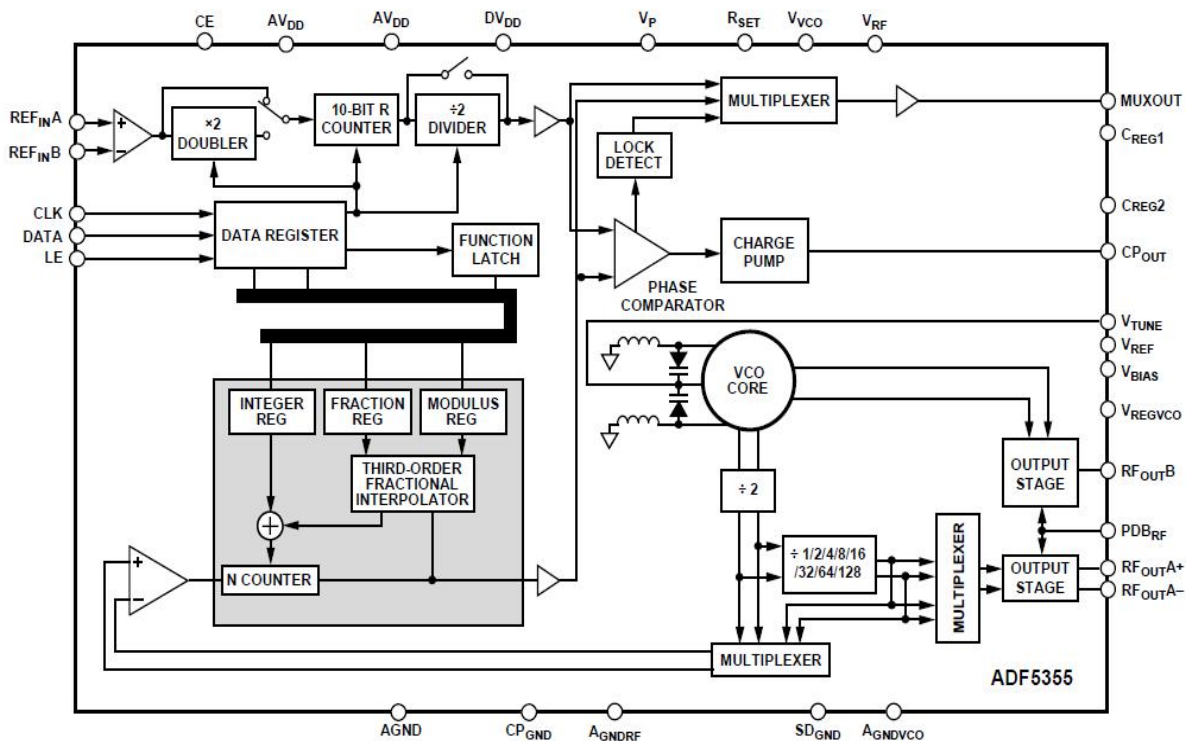 CE
AVDD
AVDD
DVDD
VP
RSET
VVCO
VRF
REFINA
REFINB
+
−
×2
DOUBLER
10-BIT R
COUNTER
÷2
DIVIDER
MULTIPLEXER
MUXOUT
CREG1
LOCK
DETECT
CLK
DATA
LE
DATA REGISTER
FUNCTION
LATCH
CHARGE
PUMP
PHASE
COMPARATOR
CREG2
CPOUT
VTUNE
VREF
VBIAS
VREGVCO
VCO
CORE
INTEGER
REG
FRACTION
REG
MODULUS
REG
THIRD-ORDER
FRACTIONAL
INTERPOLATOR
+
N COUNTER
+
−
÷ 2
÷ 1/2/4/8/16
/32/64/128
MULTIPLEXER
MULTIPLEXER
OUTPUT
STAGE
OUTPUT
STAGE
RFOUTB
PDBRF
RFOUTA+
RFOUTA−
ADF5355
AGND
CPGND
AGNDRF
SDGND
AGNDVCO